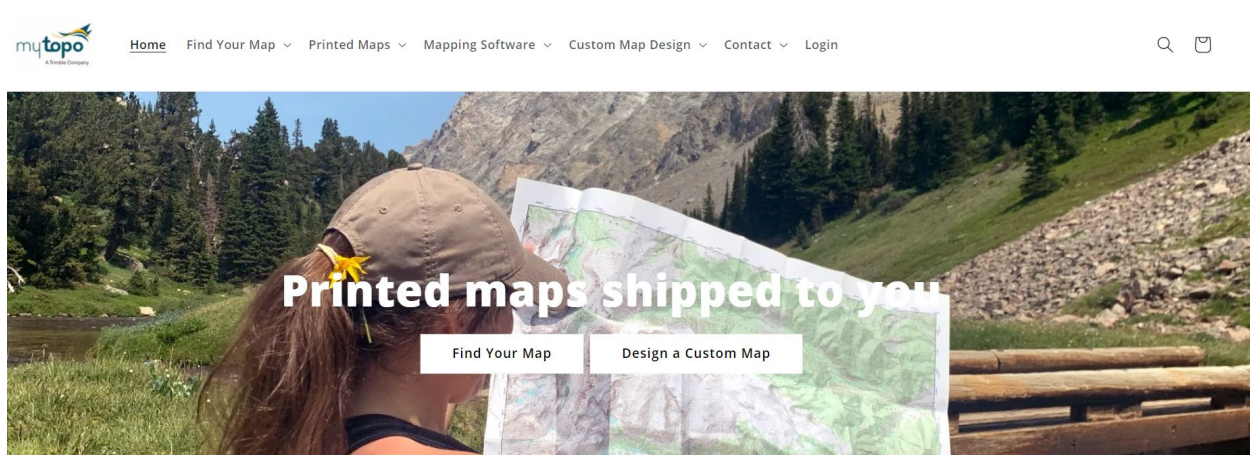 mytopo
A Trimble Company
Home Find Your Map Printed Maps Mapping Software Custom Map Design Contact Login
Printed maps shipped to you
Find Your Map Design a Custom Map